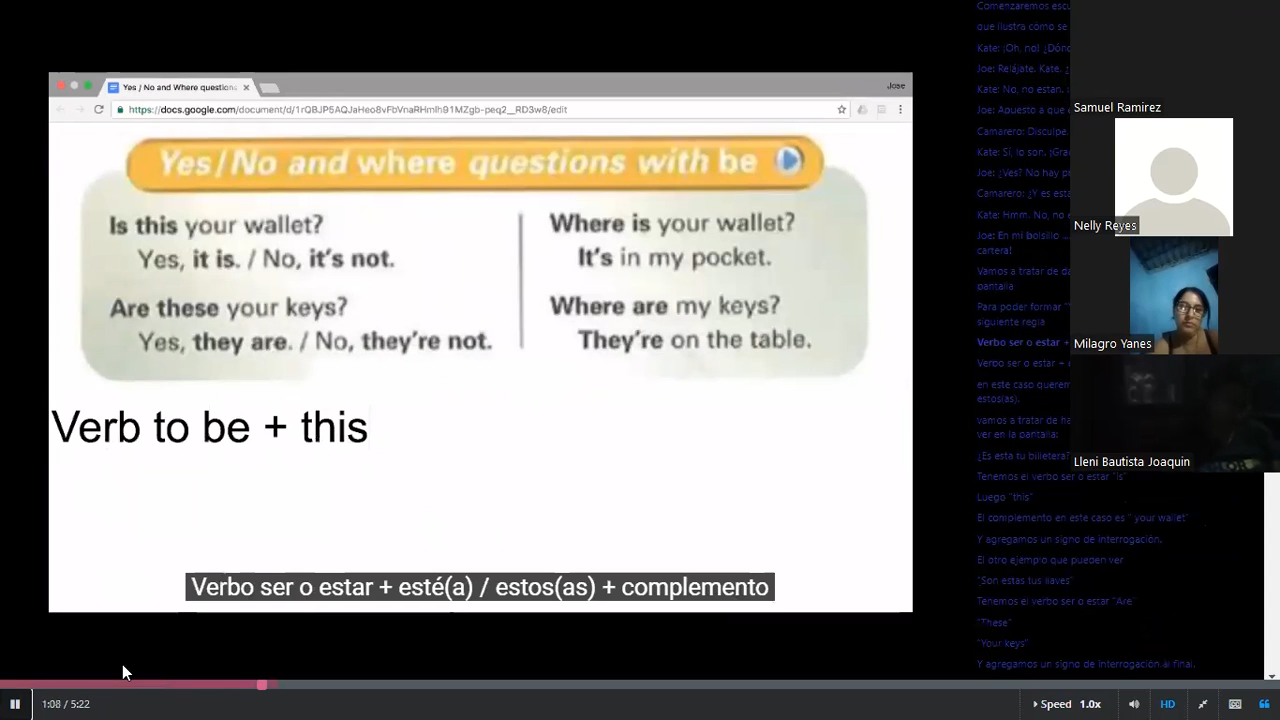 Yes / No and Where questions
Jose
https://docs.google.com/document/d/1rQBJP5AQJaHeo8vFbVnaRHmlh91MZgb-peq2__RD3w8/edit
Yes/No where questions with be
Is this your wallet?
Yes, it is. / No, it's not.
Are these your keys?
Yes, they are. / No, they're not.
Where is your wallet?
It's in my pocket.
Where are my keys?
They're on the table.
Verb to be + this
Verbo ser o estar + esté(a) / estos(as) + complemento
Comenzaremos
que ilustra cómo se
Kate: ¡Oh, no!
Joe: Relájate. Kate.
Kate: No, no están.
Joe: Apuesto a que
Camarero: Disculpe.
Kate: Sí, lo son.
Joe: ¿Ves? No hay
Camarero: ¿Y es
Kate: Hmm. No, no
Joe: En mi bolsillo ...
cartera!
Vamos a tratar de
pantalla
Para poder formar
siguiente regla
Verbo ser o estar +
Verbo ser o estar +
en este caso
estos(as).
vamos a tratar de
ver en la pantalla:
¿Es esta tu billetera?
Tenemos el verbo ser o estar "is"
Luego "this"
El complemento en este caso es " your wallet"
Y agregamos un signo de interrogación.
El otro ejemplo que pueden ver
"Son estas tus llaves"
Tenemos el verbo ser o estar "Are"
"These"
"Your keys"
Y agregamos un signo de interrogación al final.
Samuel Ramirez
Nelly Reyes
Milagro Yanes
Lleni Bautista Joaquin
1:08 / 5:22
Speed 1.0x
HD